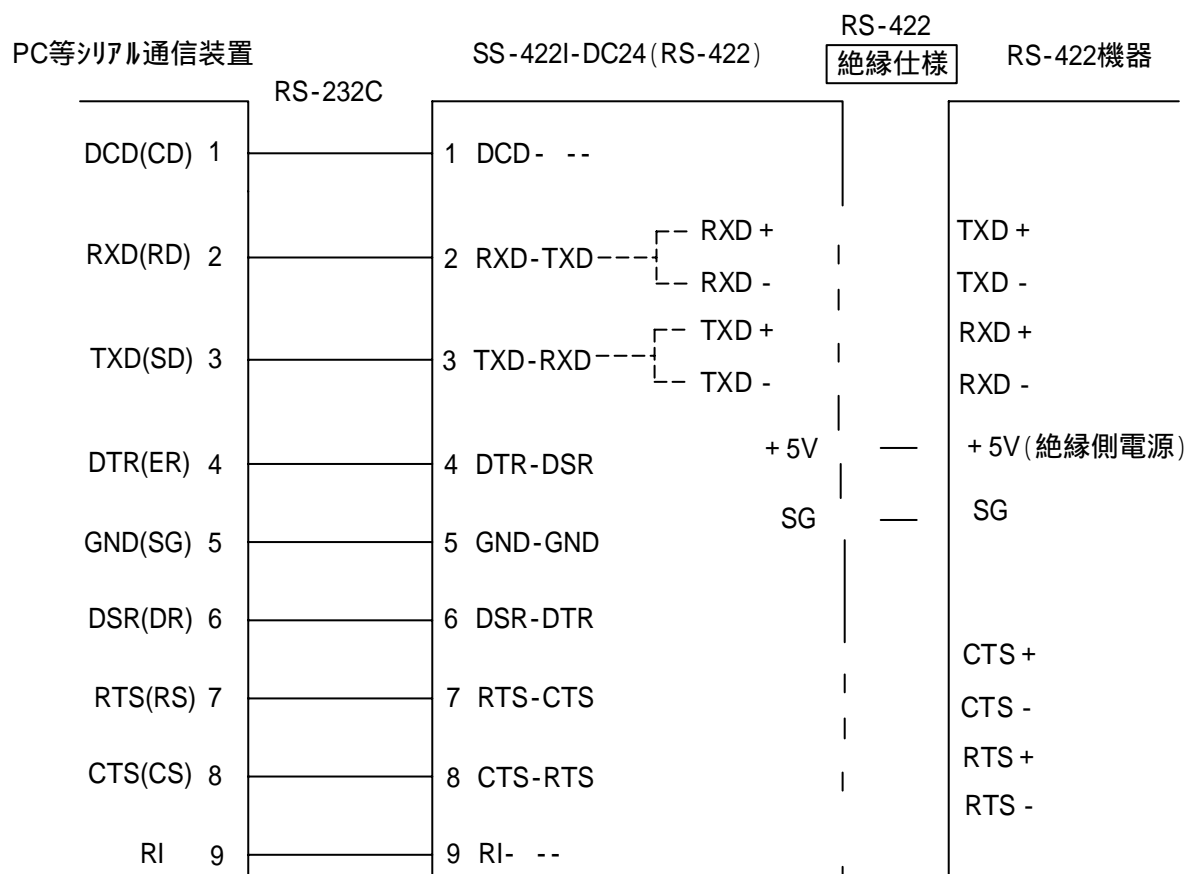 RS-422
PC等ｼﾘｱﾙ通信装置 SS-422I-DC24(RS-422) 絶縁仕様 RS-422機器
RS-232C
DCD(CD) 1 1 DCD- --
RXD+ TXD+
RXD(RD) 2 2 RXD-TXD
RXD- TXD-
TXD+ RXD+
TXD(SD) 3 3 TXD-RXD
TXD- RXD-
+5V +5V(絶縁側電源)
DTR(ER) 4 4 DTR-DSR
SG SG
GND(SG) 5 5 GND-GND
DSR(DR) 6 6 DSR-DTR
CTS+
RTS(RS) 7 7 RTS-CTS
CTS-
RTS+
CTS(CS) 8 8 CTS-RTS
RTS-
RI 9 9 RI- --